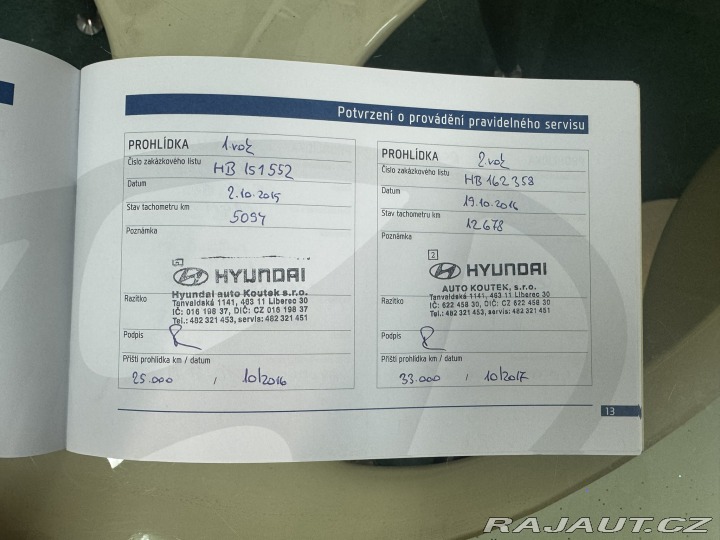 Potvrzení o provádění pravidelného servisu
PROHLÍDKA 1. rok
Číslo zakázkového listu HB 151552
Datum 2.10.2015
Stav tachometru km 5094
Poznámka
HYUNDAI
Hyundai auto Koutek s.r.o.
Tanvaldská 1141, 463 11 Liberec 30
IČ: 016 198 37, DIČ: CZ 016 198 37
Tel.: 482 321 453, servis: 482 321 451
Razítko
Podpis
Příští prohlídka km / datum
25.000 / 10/2016
PROHLÍDKA 2. rok
Číslo zakázkového listu HB 162358
Datum 19.10.2016
Stav tachometru km 12678
Poznámka
2
HYUNDAI
AUTO KOUTEK, s.r.o.
Tanvaldská 1141, 463 11 Liberec 30
IČ: 622 458 30, DIČ: CZ 622 458 30
Tel.: 482 321 453, servis: 482 321 451
Razítko
Podpis
Příští prohlídka km / datum
33.000 / 10/2017
13
RAJAUT.CZ